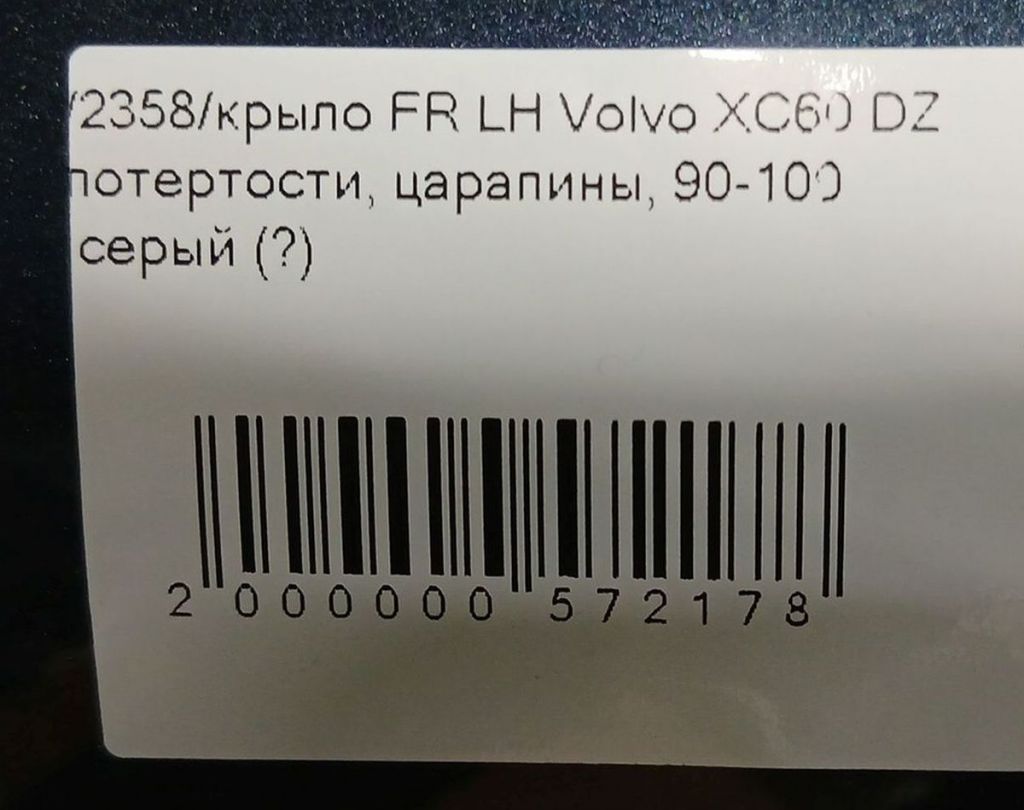 /2358/крыло FR LH Volvo XC60 DZ
потертости, царапины, 90-100
серый (?)
2 000000 572178